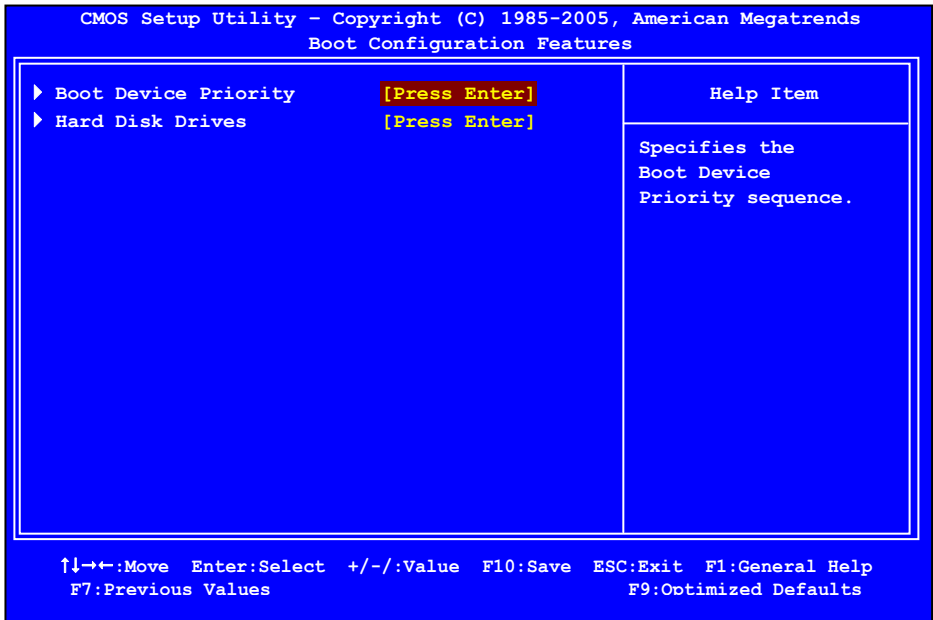 CMOS Setup Utility – Copyright (C) 1985-2005, American Megatrends
Boot Configuration Features
Boot Device Priority [Press Enter]
Hard Disk Drives [Press Enter]
Help Item
Specifies the
Boot Device
Priority sequence.
↑↓→←:Move Enter:Select +/-/:Value F10:Save ESC:Exit F1:General Help
F7:Previous Values F9:Optimized Defaults